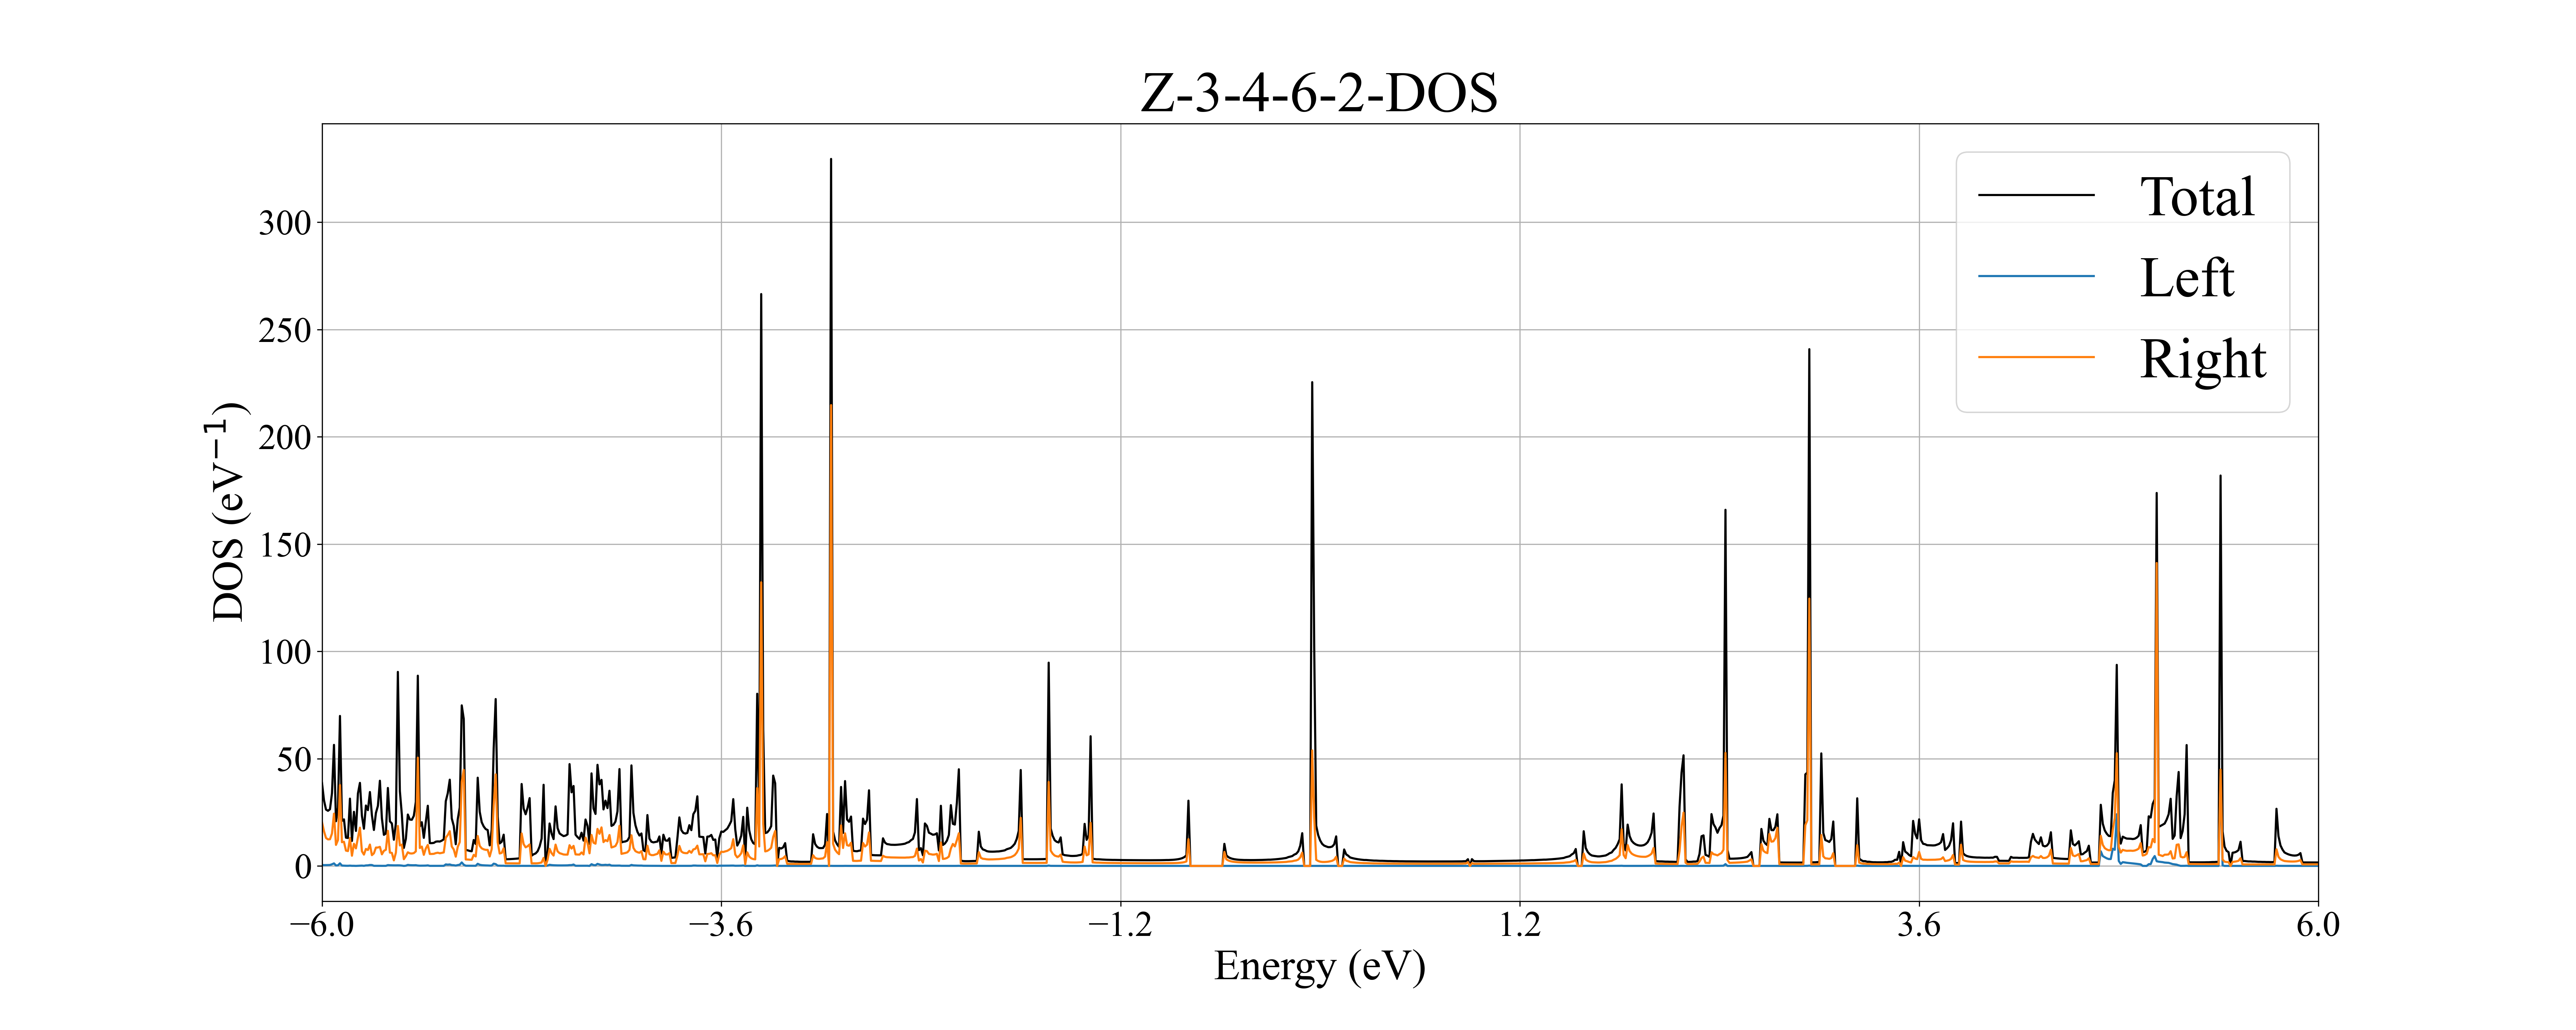 Z-3-4-6-2-DOS
Total
Left
Right
DOS (eV⁻¹)
300
250
200
150
100
50
0
−6.0
−3.6
−1.2
1.2
3.6
6.0
Energy (eV)